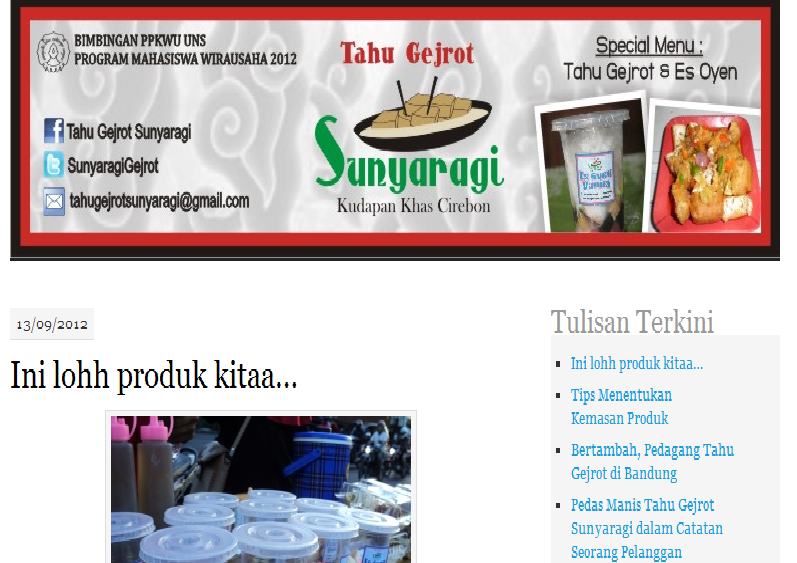 BIMBINGAN PPKWU UNS
PROGRAM MAHASISWA WIRAUSAHA 2012
Tahu Gejrot Sunyaragi
SunyaragiGejrot
tahugejrotsunyaragi@gmail.com
Tahu Gejrot
Sunyaragi
Kudapan Khas Cirebon
Special Menu :
Tahu Gejrot & Es Oyen
13/09/2012
Ini lohh produk kitaa...
Tulisan Terkini
Ini lohh produk kitaa...
Tips Menentukan
Kemasan Produk
Bertambah, Pedagang Tahu
Gejrot di Bandung
Pedas Manis Tahu Gejrot
Sunyaragi dalam Catatan
Seorang Pelanggan